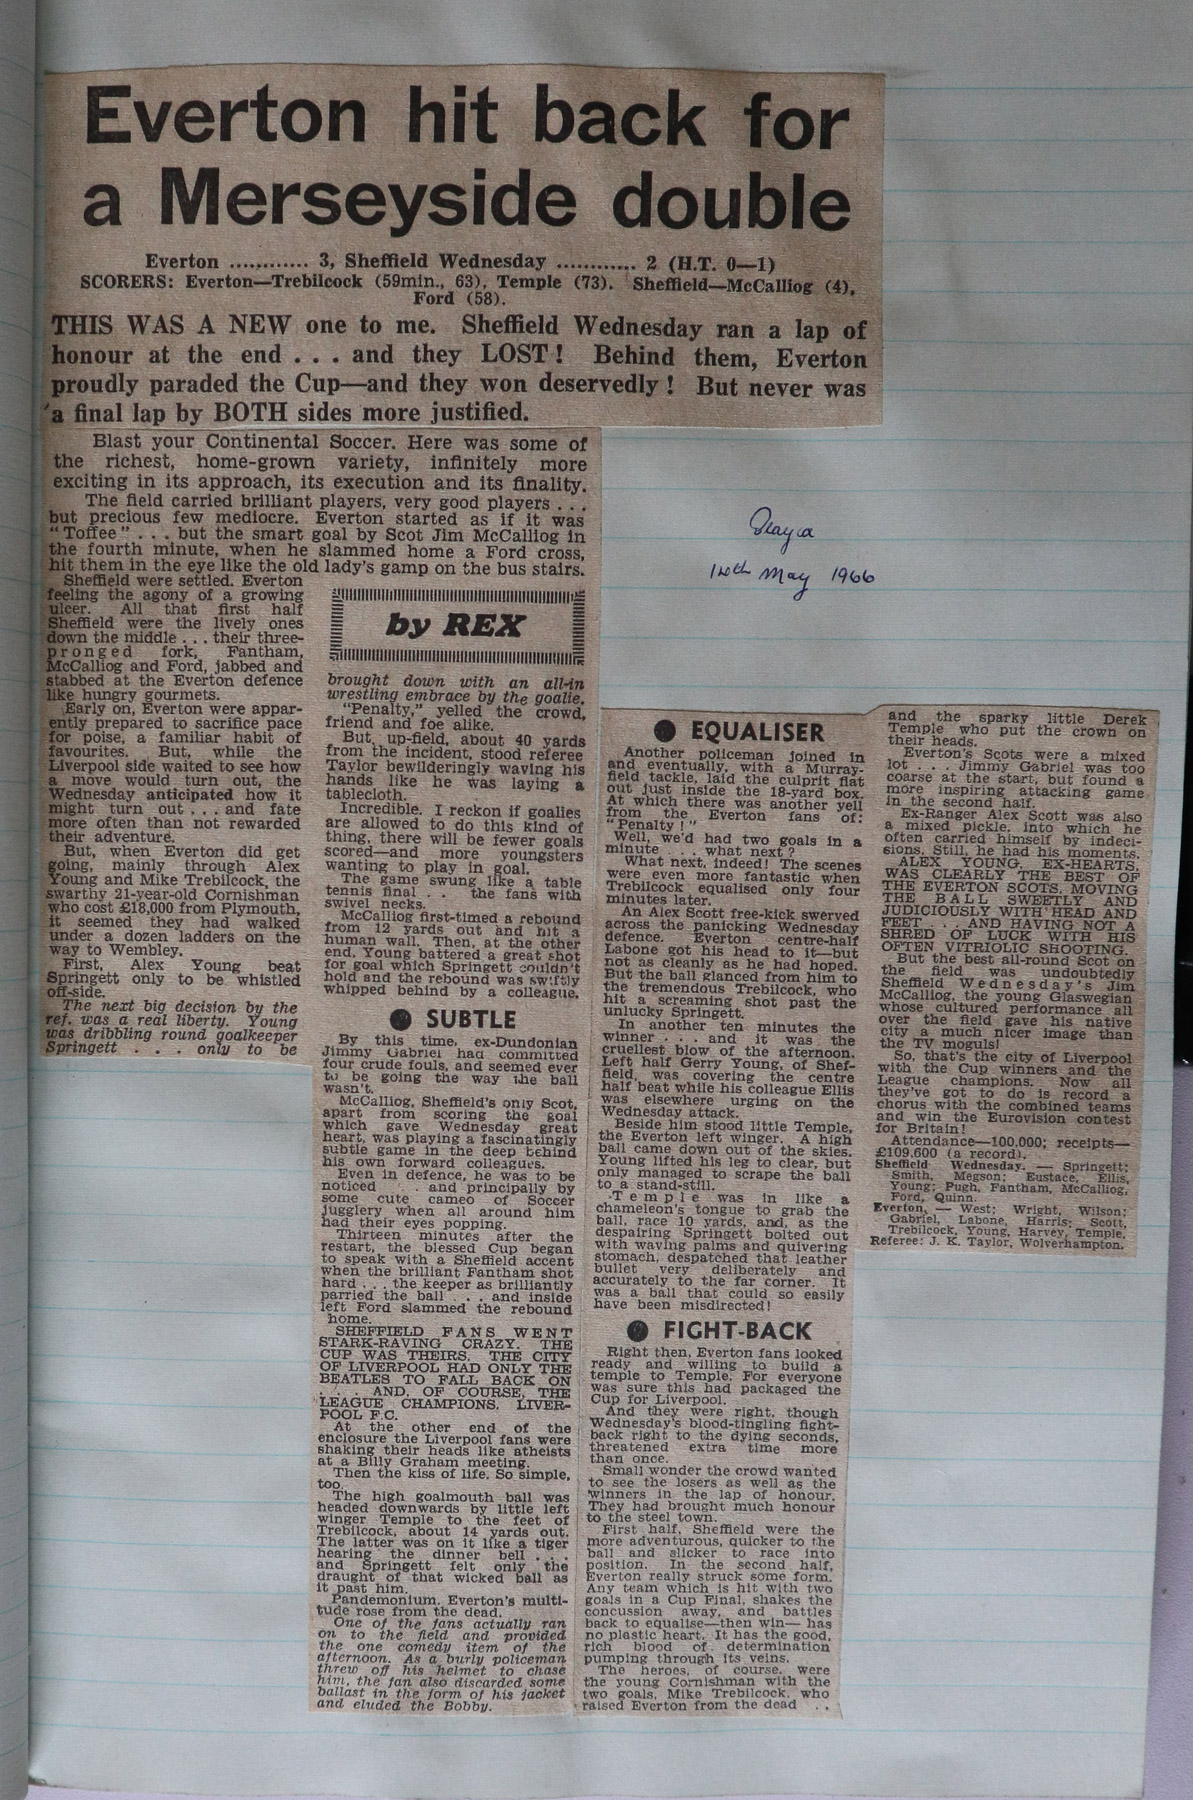 Everton hit back for
a Merseyside double
Everton ............ 3, Sheffield Wednesday ............ 2 (H.T. 0—1)
SCORERS: Everton—Trebilcock (59min., 63), Temple (73). Sheffield—McCalliog (4),
Ford (58).
THIS WAS A NEW one to me. Sheffield Wednesday ran a lap of
honour at the end . . . and they LOST! Behind them, Everton
proudly paraded the Cup—and they won deservedly! But never was
a final lap by BOTH sides more justified.
Blast your Continental Soccer. Here was some of
the richest, home-grown variety, infinitely more
exciting in its approach, its execution and its finality.
The field carried brilliant players, very good players . . .
but precious few mediocre. Everton started as if it was
"Toffee" . . . but the smart goal by Scot Jim McCalliog in
the fourth minute, when he slammed home a Ford cross,
hit them in the eye like the old lady's gamp on the bus stairs.
Sheffield were settled. Everton
feeling the agony of a growing
ulcer. All that first half
Sheffield were the lively ones
down the middle . . . their three-
pronged fork, Fantham,
McCalliog and Ford, jabbed and
stabbed at the Everton defence
like hungry gourmets.
Early on, Everton were appar-
ently prepared to sacrifice pace
for poise, a familiar habit of
favourites. But, while the
Liverpool side waited to see how
a move would turn out, the
Wednesday anticipated how it
might turn out . . . and fate
more often than not rewarded
their adventure.
But, when Everton did get
going, mainly through Alex
Young and Mike Trebilcock, the
swarthy 21-year-old Cornishman
who cost £18,000 from Plymouth,
it seemed they had walked
under a dozen ladders on the
way to Wembley.
First, Alex Young beat
Springett only to be whistled
off-side.
The next big decision by the
ref. was a real liberty. Young
was dribbling round goalkeeper
Springett . . . only to be
by REX
brought down with an all-in
wrestling embrace by the goalie.
"Penalty," yelled the crowd,
friend and foe alike.
But, up-field, about 40 yards
from the incident, stood referee
Taylor bewilderingly waving his
hands like he was laying a
tablecloth.
Incredible. I reckon if goalies
are allowed to do this kind of
thing, there will be fewer goals
scored—and more youngsters
wanting to play in goal.
The game swung like a table
tennis final . . . the fans with
swivel necks.
McCalliog first-timed a rebound
from 12 yards out and hit a
human wall. Then, at the other
end, Young battered a great shot
for goal which Springett couldn't
hold and the rebound was swiftly
whipped behind by a colleague.
● SUBTLE
By this time, ex-Dundonian
Jimmy Gabriel had committed
four crude fouls, and seemed ever
to be going the way the ball
wasn't.
McCalliog, Sheffield's only Scot,
apart from scoring the goal
which gave Wednesday great
heart, was playing a fascinatingly
subtle game in the deep behind
his own forward colleagues.
Even in defence, he was to be
noticed . . . and principally by
some cute cameo of Soccer
jugglery when all around him
had their eyes popping.
Thirteen minutes after the
restart, the blessed Cup began
to speak with a Sheffield accent
when the brilliant Fantham shot
hard . . . the keeper as brilliantly
parried the ball . . . and inside
left Ford slammed the rebound
home.
SHEFFIELD FANS WENT
STARK-RAVING CRAZY. THE
CUP WAS THEIRS. THE CITY
OF LIVERPOOL HAD ONLY THE
BEATLES TO FALL BACK ON
. . . AND, OF COURSE, THE
LEAGUE CHAMPIONS, LIVER-
POOL F.C.
At the other end of the
enclosure the Liverpool fans were
shaking their heads like atheists
at a Billy Graham meeting.
Then the kiss of life. So simple,
too.
The high goalmouth ball was
headed downwards by little left
winger Temple to the feet of
Trebilcock, about 14 yards out.
The latter was on it like a tiger
hearing the dinner bell . . .
and Springett felt only the
draught of that wicked ball as
it past him.
Pandemonium. Everton's multi-
tude rose from the dead.
One of the fans actually ran
on to the field and provided
the one comedy item of the
afternoon. As a burly policeman
threw off his helmet to chase
him, the fan also discarded some
ballast in the form of his jacket
and eluded the Bobby.
14th May 1966
● EQUALISER
Another policeman joined in
and eventually, with a Murray-
field tackle, laid the culprit flat
out just inside the 18-yard box.
At which there was another yell
from the Everton fans of:
"Penalty!"
Well, we'd had two goals in a
minute . . . what next?
What next, indeed! The scenes
were even more fantastic when
Trebilcock equalised only four
minutes later.
An Alex Scott free-kick swerved
across the panicking Wednesday
defence. Everton centre-half
Labone got his head to it—but
not as cleanly as he had hoped.
But the ball glanced from him to
the tremendous Trebilcock, who
hit a screaming shot past the
unlucky Springett.
In another ten minutes the
winner . . . and it was the
cruellest blow of the afternoon.
Left half Gerry Young, of Shef-
field, was covering the centre
half beat while his colleague Ellis
was elsewhere urging on the
Wednesday attack.
Beside him stood little Temple,
the Everton left winger. A high
ball came down out of the skies.
Young lifted his leg to clear, but
only managed to scrape the ball
to a stand-still.
Temple was in like a
chameleon's tongue to grab the
ball, race 10 yards, and, as the
despairing Springett bolted out
with waving palms and quivering
stomach, despatched that leather
bullet very deliberately and
accurately to the far corner. It
was a ball that could so easily
have been misdirected!
● FIGHT-BACK
Right then, Everton fans looked
ready and willing to build a
temple to Temple. For everyone
was sure this had packaged the
Cup for Liverpool.
And they were right, though
Wednesday's blood-tingling fight-
back right to the dying seconds,
threatened extra time more
than once.
Small wonder the crowd wanted
to see the losers as well as the
winners in the lap of honour.
They had brought much honour
to the steel town.
First half, Sheffield were the
more adventurous, quicker to the
ball and slicker to race into
position. In the second half,
Everton really struck some form.
Any team which is hit with two
goals in a Cup Final, shakes the
concussion away, and battles
back to equalise—then win—has
no plastic heart. It has the good,
rich blood of determination
pumping through its veins.
The heroes, of course, were
the young Cornishman with the
two goals, Mike Trebilcock, who
raised Everton from the dead . .
and the sparky little Derek
Temple who put the crown on
their heads.
Everton's Scots were a mixed
lot . . . Jimmy Gabriel was too
coarse at the start, but found a
more inspiring attacking game
in the second half.
Ex-Ranger Alex Scott was also
a mixed pickle, into which he
often carried himself by indeci-
sions. Still, he had his moments.
ALEX YOUNG, EX-HEARTS,
WAS CLEARLY THE BEST OF
THE EVERTON SCOTS, MOVING
THE BALL SWEETLY AND
JUDICIOUSLY WITH HEAD AND
FEET . . . AND HAVING NOT A
SHRED OF LUCK WITH HIS
OFTEN VITRIOLIC SHOOTING.
But the best all-round Scot on
the field was undoubtedly
Sheffield Wednesday's Jim
McCalliog, the young Glaswegian
whose cultured performance all
over the field gave his native
city a much nicer image than
the TV moguls!
So, that's the city of Liverpool
with the Cup winners and the
League champions. Now all
they've got to do is record a
chorus with the combined teams
and win the Eurovision contest
for Britain!
Attendance—100,000; receipts—
£109,600 (a record).
Sheffield Wednesday. — Springett;
Smith, Megson; Eustace, Ellis,
Young; Pugh, Fantham, McCalliog,
Ford, Quinn.
Everton. — West; Wright, Wilson;
Gabriel, Labone, Harris; Scott,
Trebilcock, Young, Harvey, Temple.
Referee: J. K. Taylor, Wolverhampton.